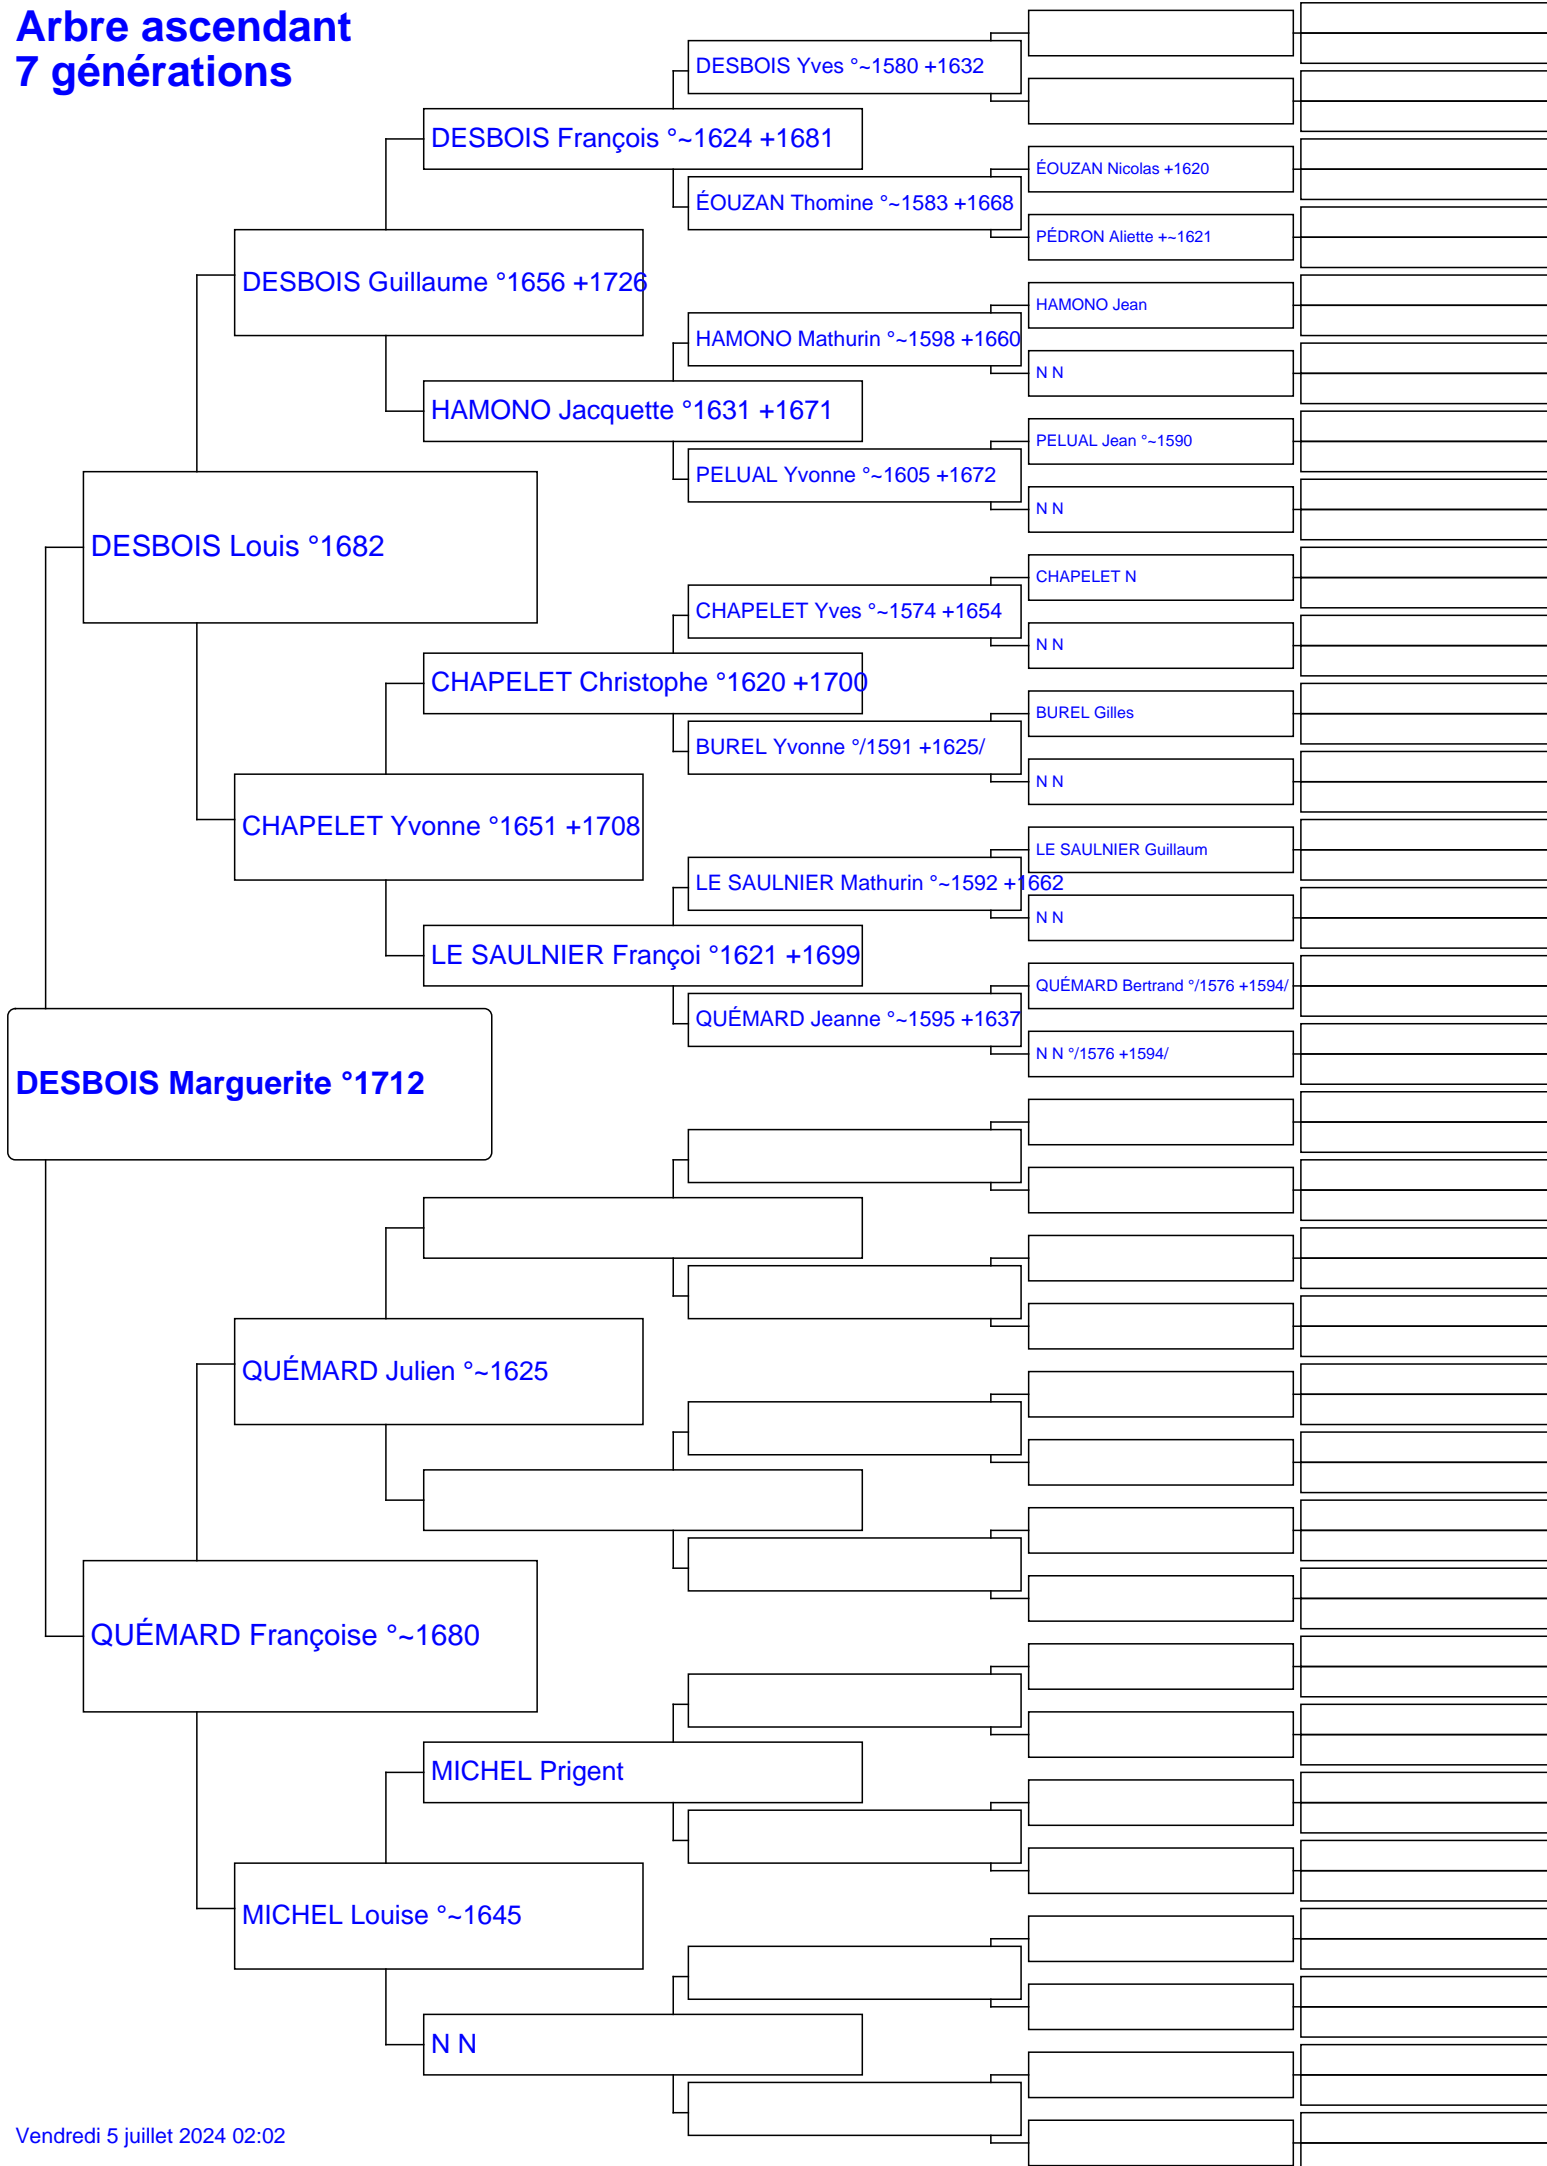 Arbre ascendant
7 générations
DESBOIS Yves °~1580 +1632
DESBOIS François °~1624 +1681
ÉOUZAN Nicolas +1620
ÉOUZAN Thomine °~1583 +1668
PÉDRON Aliette +~1621
DESBOIS Guillaume °1656 +1726
HAMONO Jean
HAMONO Mathurin °~1598 +1660
N N
HAMONO Jacquette °1631 +1671
PELUAL Jean °~1590
PELUAL Yvonne °~1605 +1672
N N
DESBOIS Louis °1682
CHAPELET N
CHAPELET Yves °~1574 +1654
N N
CHAPELET Christophe °1620 +1700
BUREL Gilles
BUREL Yvonne °/1591 +1625/
N N
CHAPELET Yvonne °1651 +1708
LE SAULNIER Guillaum
LE SAULNIER Mathurin °~1592 +1662
N N
LE SAULNIER Françoi °1621 +1699
QUÉMARD Bertrand °/1576 +1594/
QUÉMARD Jeanne °~1595 +1637
N N °/1576 +1594/
DESBOIS Marguerite °1712
QUÉMARD Julien °~1625
QUÉMARD Françoise °~1680
MICHEL Prigent
MICHEL Louise °~1645
N N
Vendredi 5 juillet 2024 02:02